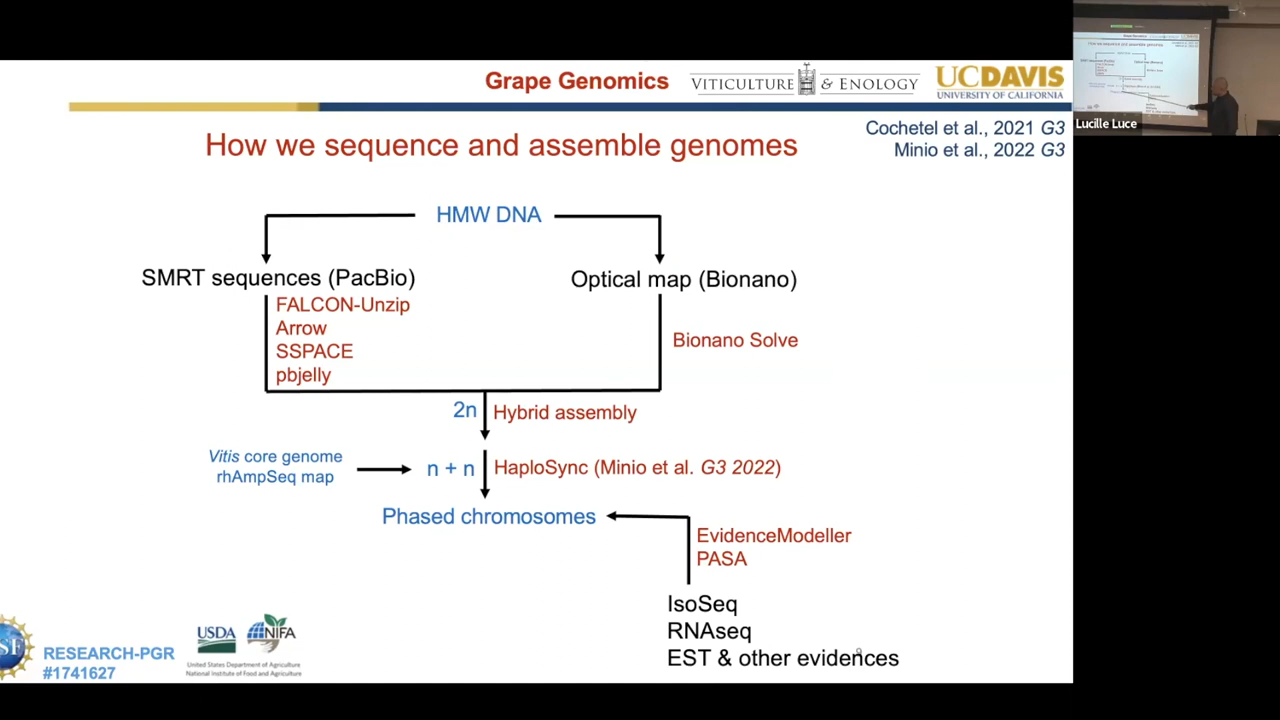 Grape Genomics
VITICULTURE & ENOLOGY
UCDAVIS
UNIVERSITY OF CALIFORNIA
Lucille Luce
How we sequence and assemble genomes
Cochetel et al., 2021 G3
Minio et al., 2022 G3
HMW DNA
SMRT sequences (PacBio)
Optical map (Bionano)
FALCON-Unzip
Arrow
SSPACE
pbjelly
Bionano Solve
2n
Hybrid assembly
Vitis core genome
rhAmpSeq map
n + n
HaploSync (Minio et al. G3 2022)
Phased chromosomes
EvidenceModeller
PASA
IsoSeq
RNAseq
EST & other evidences
9
SF
RESEARCH-PGR
#1741627
USDA
NIFA
United States Department of Agriculture
National Institute of Food and Agriculture